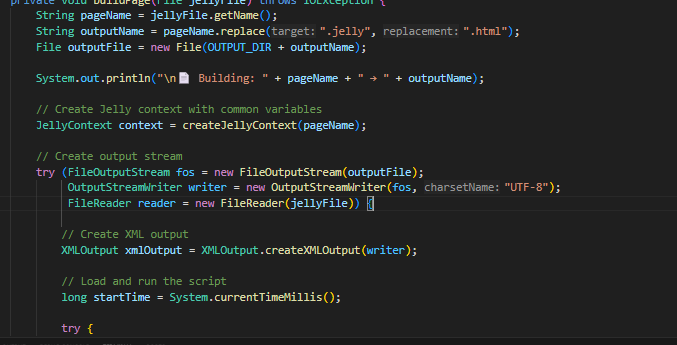 private void buildPage(File jellyFile) throws IOException {
String pageName = jellyFile.getName();
String outputName = pageName.replace(target: ".jelly", replacement: ".html");
File outputFile = new File(OUTPUT_DIR + outputName);
System.out.println("\n📄 Building: " + pageName + " → " + outputName);
// Create Jelly context with common variables
JellyContext context = createJellyContext(pageName);
// Create output stream
try (FileOutputStream fos = new FileOutputStream(outputFile);
OutputStreamWriter writer = new OutputStreamWriter(fos, charsetName: "UTF-8");
FileReader reader = new FileReader(jellyFile)) {
// Create XML output
XMLOutput xmlOutput = XMLOutput.createXMLOutput(writer);
// Load and run the script
long startTime = System.currentTimeMillis();
try {